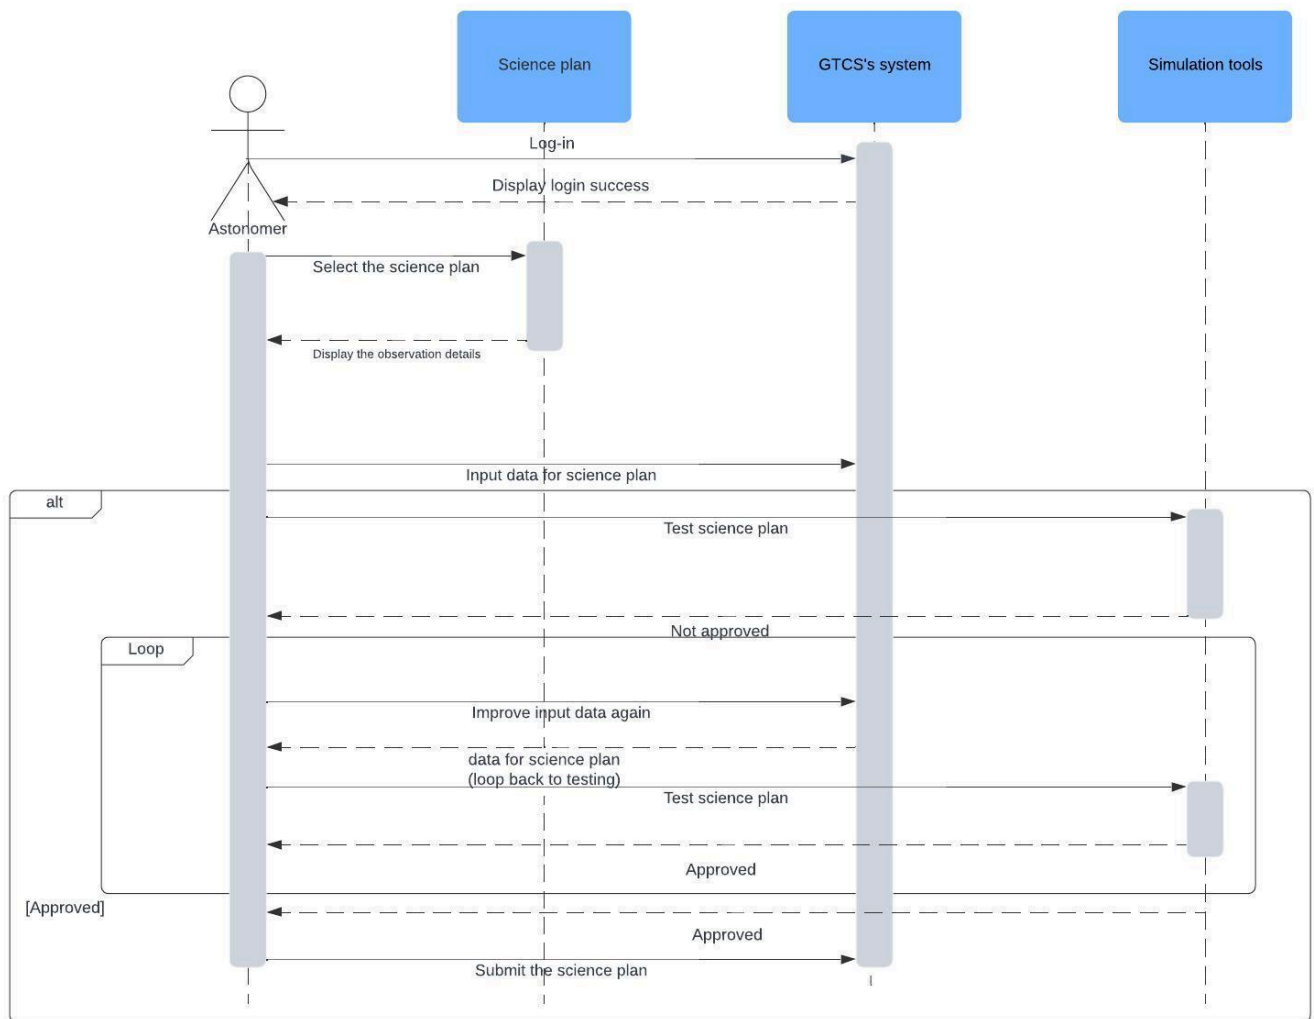 Science plan
GTCS's system
Simulation tools
Log-in
Display login success
Astonomer
Select the science plan
Display the observation details
Input data for science plan
alt
Test science plan
Not approved
Loop
Improve input data again
data for science plan
(loop back to testing)
Test science plan
Approved
[Approved]
Approved
Submit the science plan